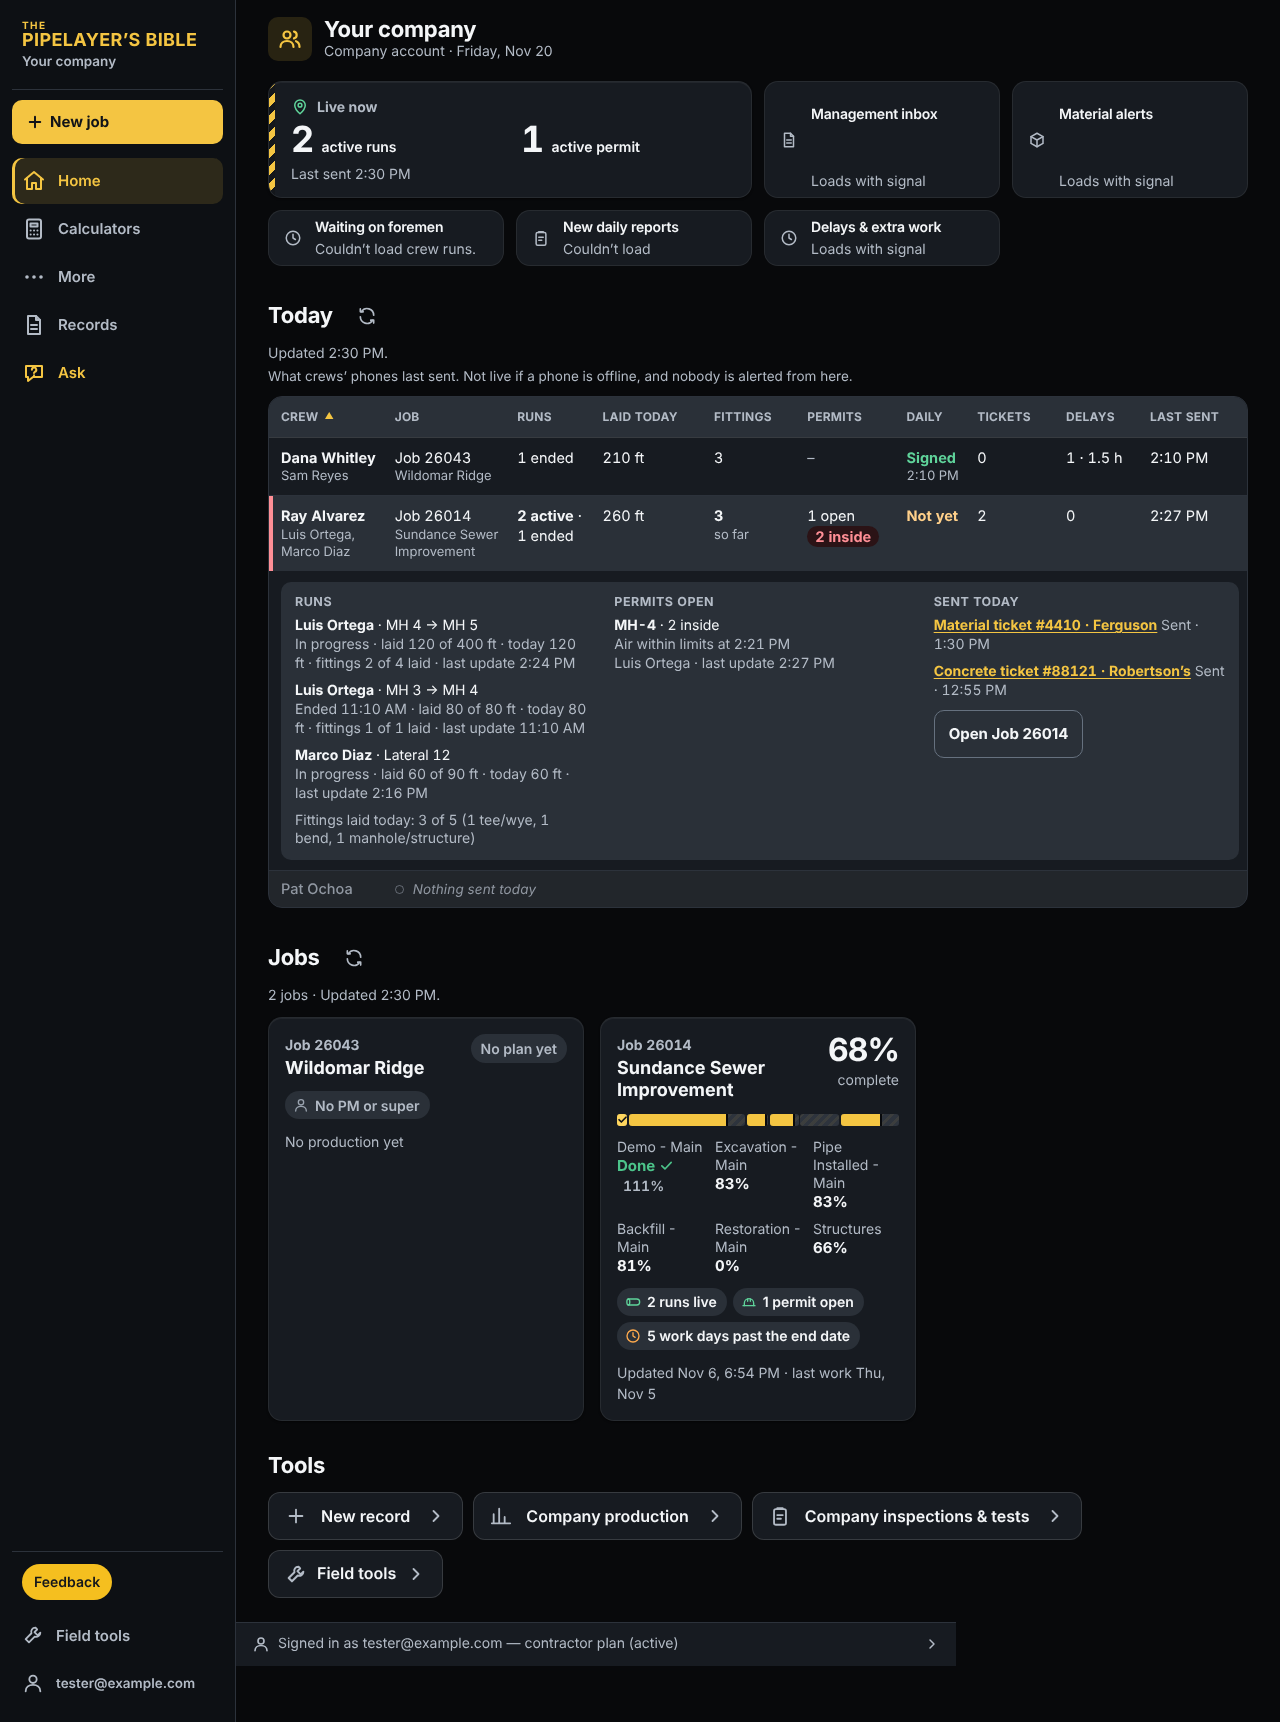 THE
PIPELAYER’S BIBLE
Your company
New job
Home
Calculators
More
Records
Ask
Feedback
Field tools
tester@example.com
Your company
Company account · Friday, Nov 20
Live now
2 active runs
1 active permit
Last sent 2:30 PM
Management inbox
Loads with signal
Material alerts
Loads with signal
Waiting on foremen
Couldn’t load crew runs.
New daily reports
Couldn’t load
Delays & extra work
Loads with signal
Today
Updated 2:30 PM.
What crews’ phones last sent. Not live if a phone is offline, and nobody is alerted from here.
CREW JOB RUNS LAID TODAY FITTINGS PERMITS DAILY TICKETS DELAYS LAST SENT
Dana Whitley Job 26043 1 ended 210 ft 3 – Signed 0 1 · 1.5 h 2:10 PM
Sam Reyes Wildomar Ridge 2:10 PM
Ray Alvarez Job 26014 2 active · 260 ft 3 1 open Not yet 2 0 2:27 PM
Luis Ortega, Sundance Sewer 1 ended so far 2 inside
Marco Diaz Improvement
RUNS
Luis Ortega · MH 4 → MH 5
In progress · laid 120 of 400 ft · today 120
ft · fittings 2 of 4 laid · last update 2:24 PM
Luis Ortega · MH 3 → MH 4
Ended 11:10 AM · laid 80 of 80 ft · today 80
ft · fittings 1 of 1 laid · last update 11:10 AM
Marco Diaz · Lateral 12
In progress · laid 60 of 90 ft · today 60 ft ·
last update 2:16 PM
Fittings laid today: 3 of 5 (1 tee/wye, 1
bend, 1 manhole/structure)
PERMITS OPEN
MH-4 · 2 inside
Air within limits at 2:21 PM
Luis Ortega · last update 2:27 PM
SENT TODAY
Material ticket #4410 · Ferguson Sent ·
1:30 PM
Concrete ticket #88121 · Robertson’s Sent
· 12:55 PM
Open Job 26014
Pat Ochoa Nothing sent today
Jobs
2 jobs · Updated 2:30 PM.
Job 26043
Wildomar Ridge
No plan yet
No PM or super
No production yet
Job 26014
Sundance Sewer
Improvement
68%
complete
Demo - Main
Done
111%
Excavation -
Main
83%
Pipe
Installed -
Main
83%
Backfill -
Main
81%
Restoration -
Main
0%
Structures
66%
2 runs live
1 permit open
5 work days past the end date
Updated Nov 6, 6:54 PM · last work Thu,
Nov 5
Tools
New record
Company production
Company inspections & tests
Field tools
Signed in as tester@example.com — contractor plan (active)